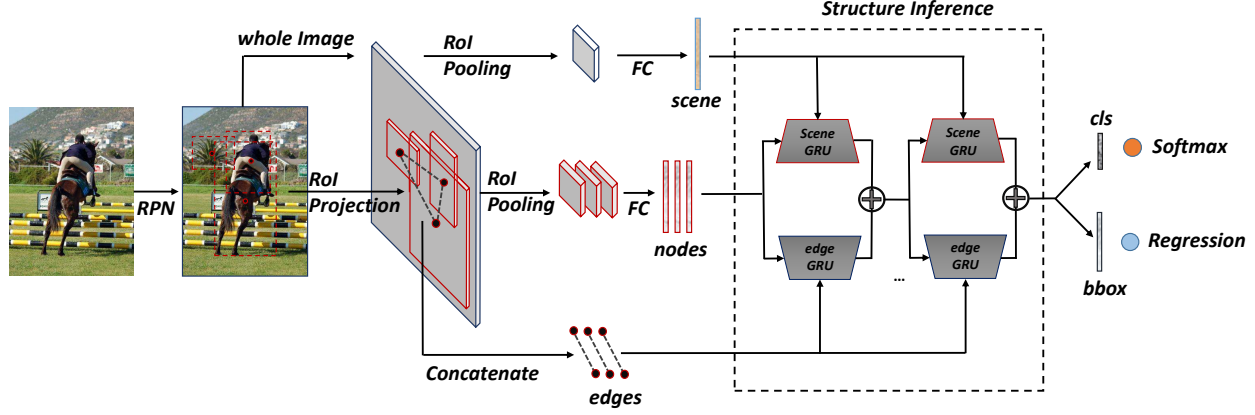 Structure Inference
whole Image
RoI
Pooling
FC
scene
Scene
GRU
Scene
GRU
cls
Softmax
RPN
RoI
Projection
RoI
Pooling
FC
nodes
edge
GRU
edge
GRU
...
Regression
bbox
Concatenate
edges